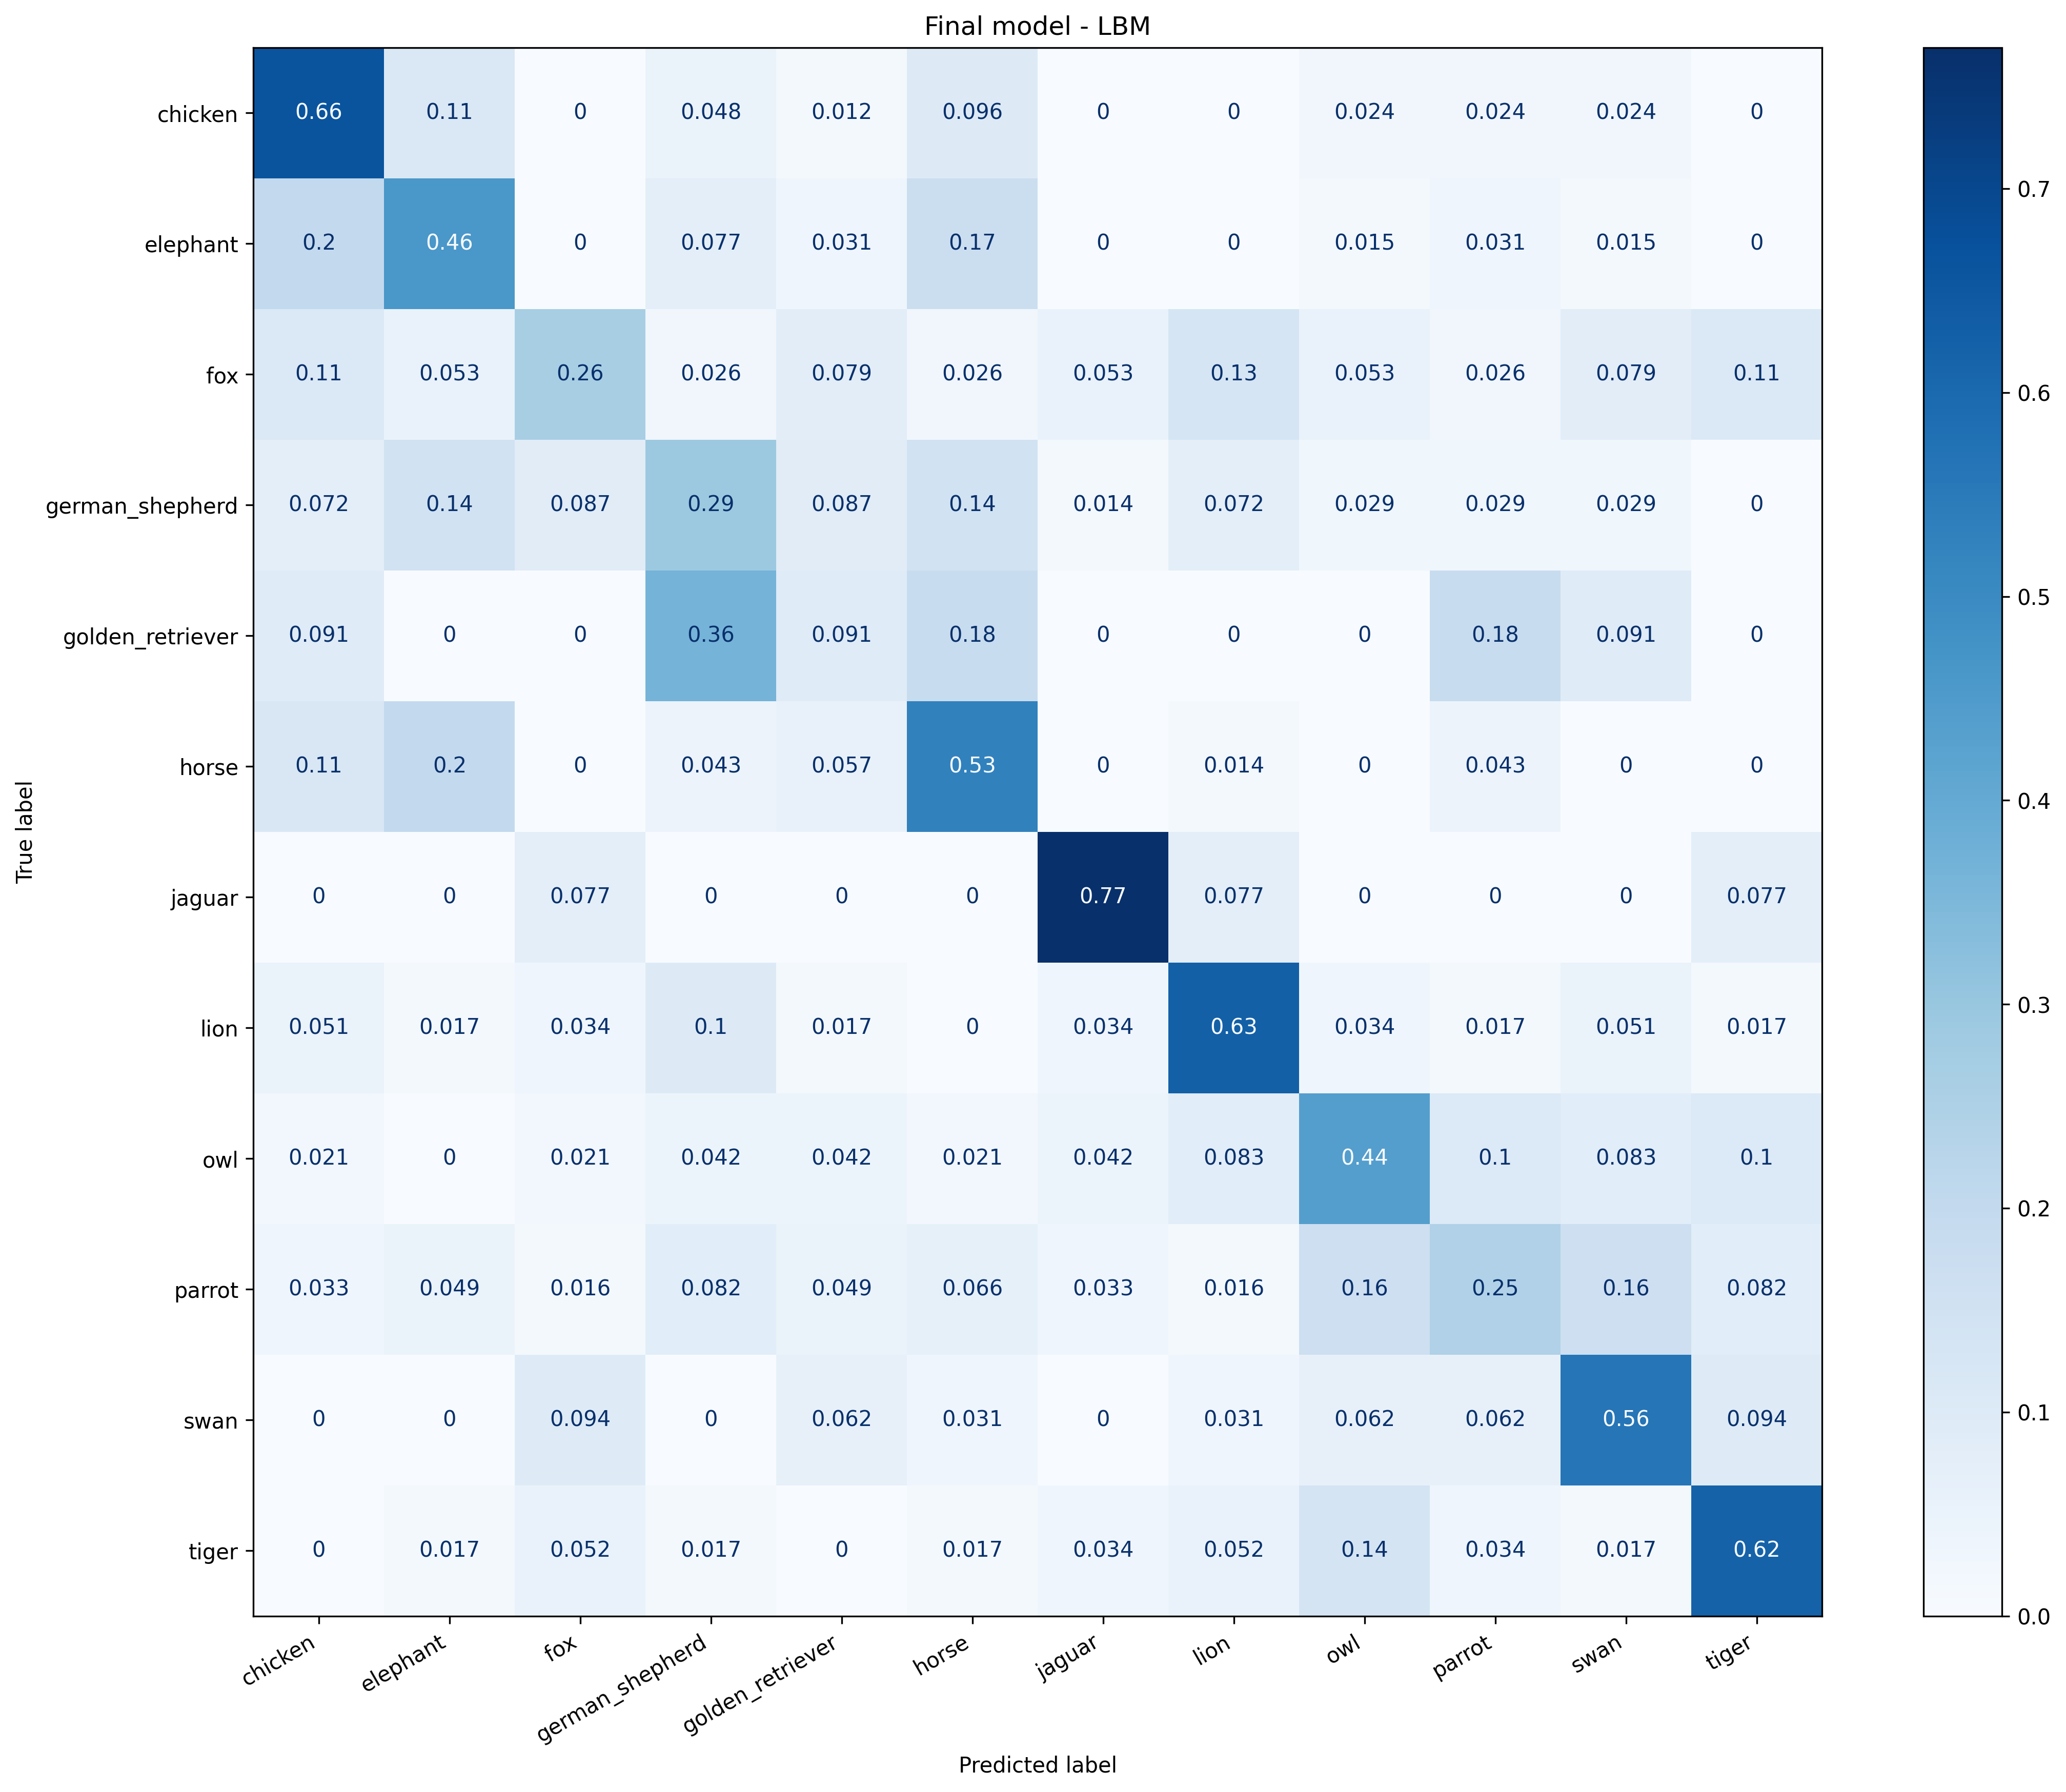 Final model - LBM
chicken 0.66 0.11 0 0.048 0.012 0.096 0 0 0.024 0.024 0.024 0
elephant 0.2 0.46 0 0.077 0.031 0.17 0 0 0.015 0.031 0.015 0
fox 0.11 0.053 0.26 0.026 0.079 0.026 0.053 0.13 0.053 0.026 0.079 0.11
german_shepherd 0.072 0.14 0.087 0.29 0.087 0.14 0.014 0.072 0.029 0.029 0.029 0
golden_retriever 0.091 0 0 0.36 0.091 0.18 0 0 0 0.18 0.091 0
horse 0.11 0.2 0 0.043 0.057 0.53 0 0.014 0 0.043 0 0
jaguar 0 0 0.077 0 0 0 0.77 0.077 0 0 0 0.077
lion 0.051 0.017 0.034 0.1 0.017 0 0.034 0.63 0.034 0.017 0.051 0.017
owl 0.021 0 0.021 0.042 0.042 0.021 0.042 0.083 0.44 0.1 0.083 0.1
parrot 0.033 0.049 0.016 0.082 0.049 0.066 0.033 0.016 0.16 0.25 0.16 0.082
swan 0 0 0.094 0 0.062 0.031 0 0.031 0.062 0.062 0.56 0.094
tiger 0 0.017 0.052 0.017 0 0.017 0.034 0.052 0.14 0.034 0.017 0.62
chicken elephant fox german_shepherd golden_retriever horse jaguar lion owl parrot swan tiger
Predicted label
True label
0.7
0.6
0.5
0.4
0.3
0.2
0.1
0.0